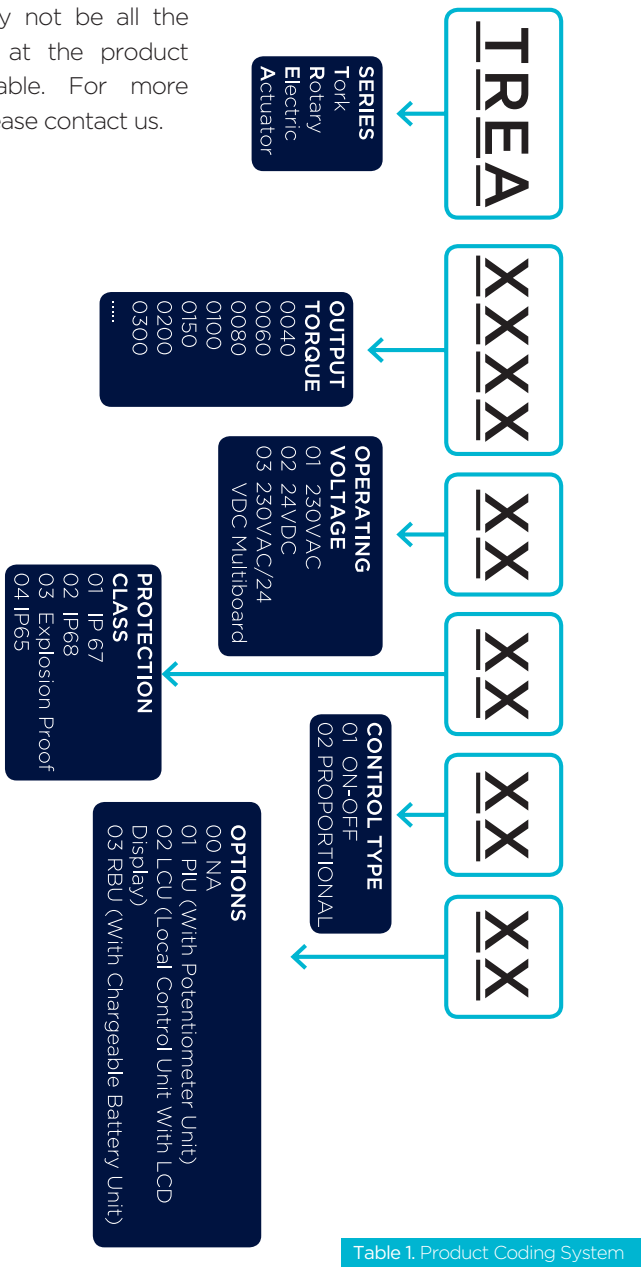 y not be all the
at the product
able. For more
ease contact us.
TREA
SERIES
Tork
Rotary
Electric
Actuator
XXXX
OUTPUT
TORQUE
0040
0060
0080
0100
0150
0200
0300
.....
XX
OPERATING
VOLTAGE
01 230VAC
02 24VDC
03 230VAC/24
VDC Multiboard
XX
PROTECTION
CLASS
01 IP 67
02 IP68
03 Explosion Proof
04 IP65
XX
CONTROL TYPE
01 ON-OFF
02 PROPORTIONAL
XX
OPTIONS
00 NA
01 PIU (With Potentiometer Unit)
02 LCU (Local Control Unit With LCD
Display)
03 RBU (With Chargeable Battery Unit)
Table 1. Product Coding System